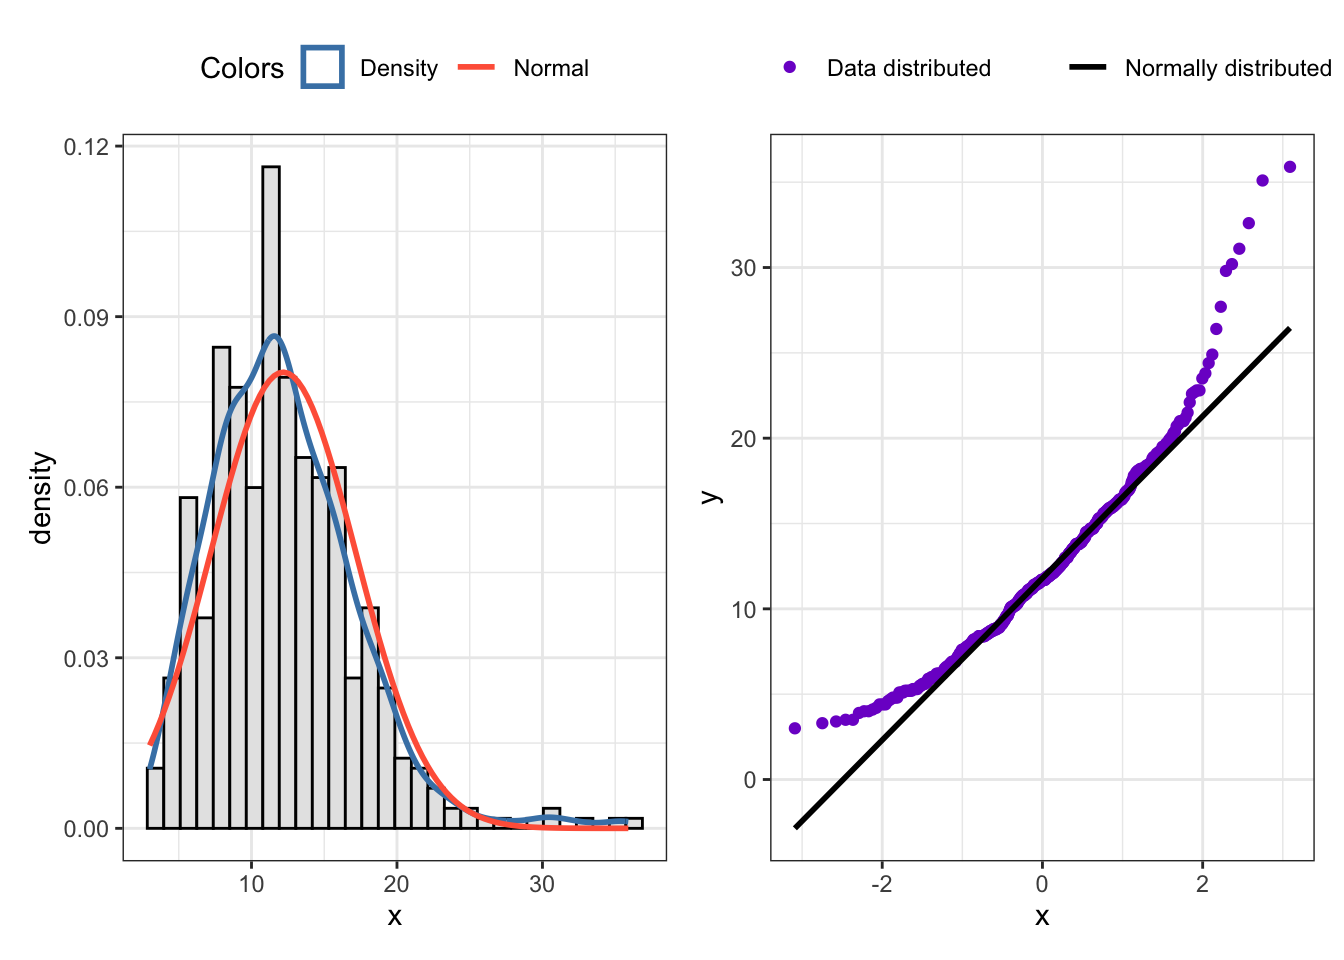 Colors Density Normal
0.12
0.09
0.06
0.03
0.00
density
10 20 30
x
Data distributed Normally distributed
30
20
10
0
y
-2 0 2
x